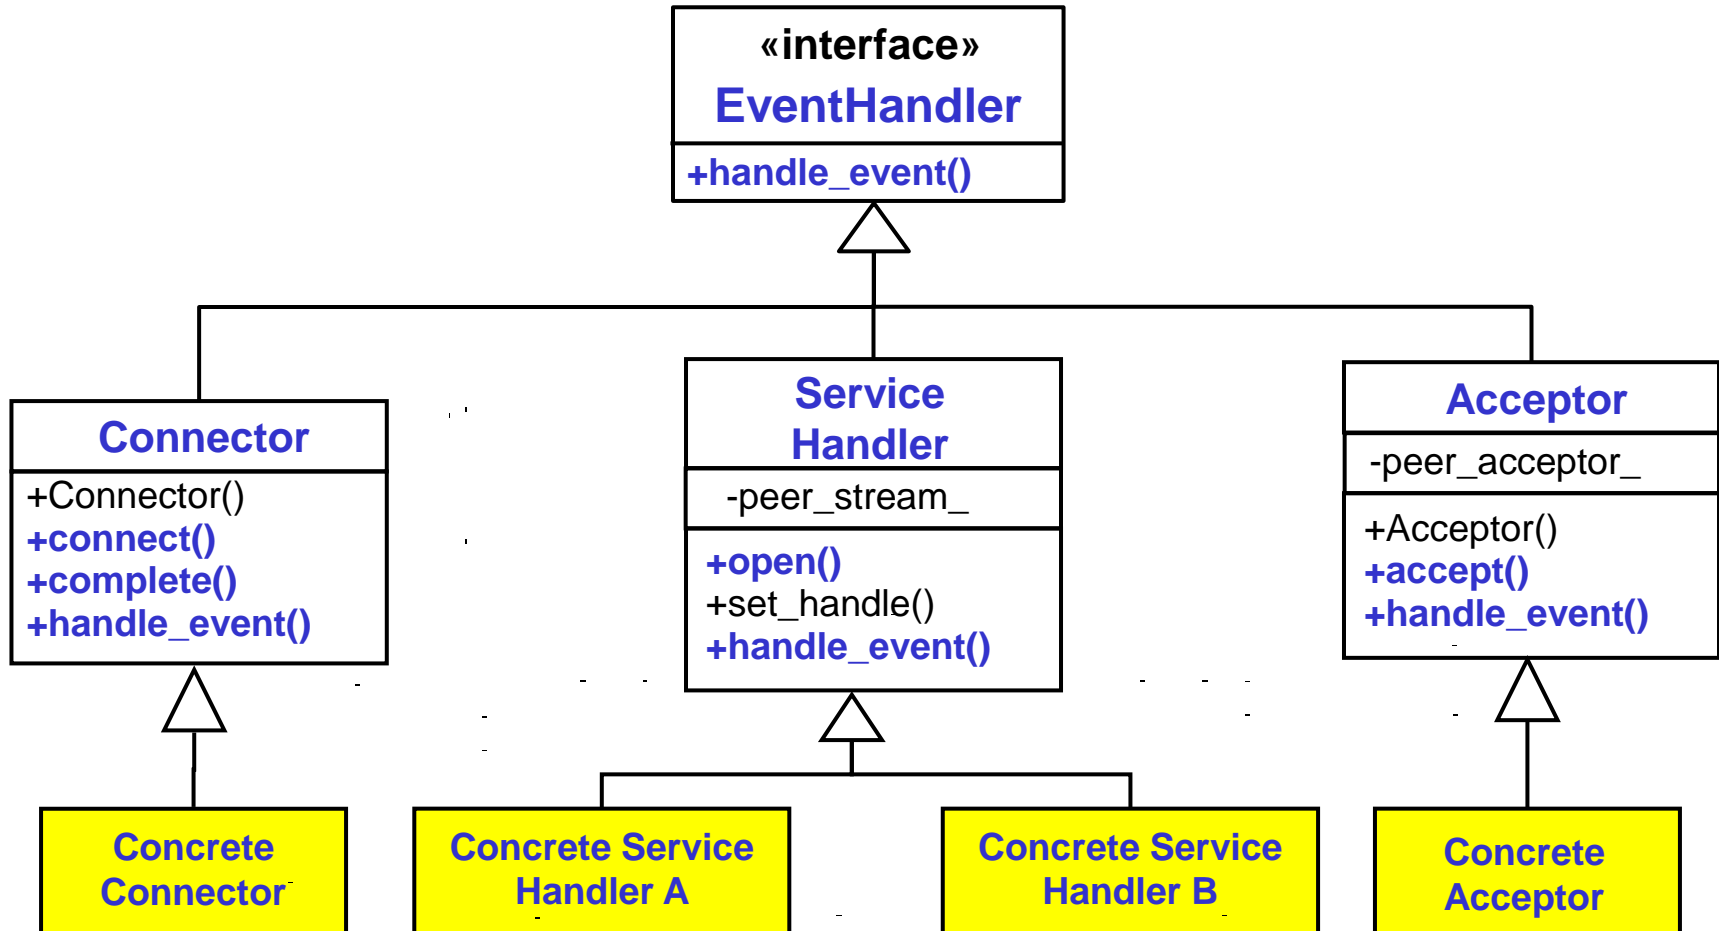 «interface»
EventHandler
+handle_event()
Connector
+Connector()
+connect()
+complete()
+handle_event()
Service
Handler
-peer_stream_
+open()
+set_handle()
+handle_event()
Acceptor
-peer_acceptor_
+Acceptor()
+accept()
+handle_event()
Concrete
Connector
Concrete Service
Handler A
Concrete Service
Handler B
Concrete
Acceptor